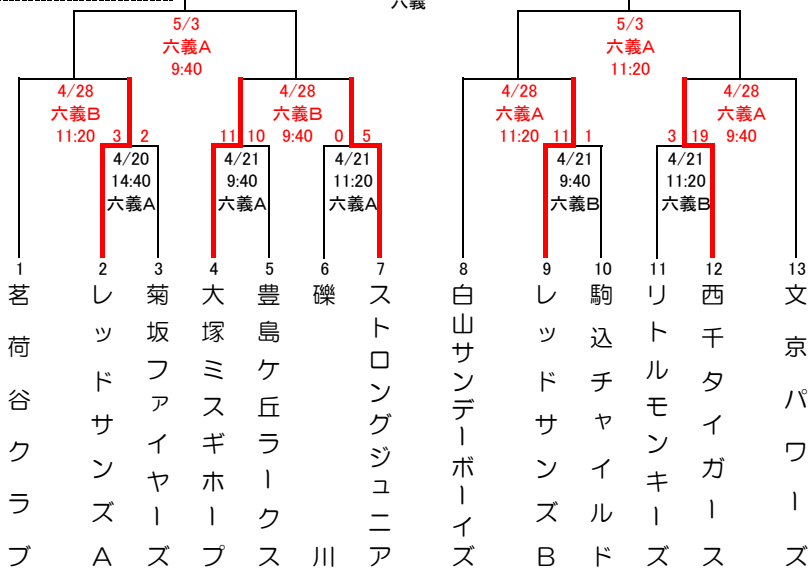 六義
5/3
六義A
9:40
5/3
六義A
11:20
4/28
六義B
11:20
4/28
六義B
9:40
4/28
六義A
11:20
4/28
六義A
9:40
3 2
11 10
0 5
11 1
3 19
4/20
14:40
六義A
4/21
9:40
六義A
4/21
11:20
六義A
4/21
9:40
六義B
4/21
11:20
六義B
1
茗荷谷クラブ
2
レッドサンズA
3
菊坂ファイヤーズ
4
大塚ミスギホープ
5
豊島ケ丘ラークス
6
礫川
7
ストロングジュニア
8
白山サンデーボーイズ
9
レッドサンズB
10
駒込チャイルド
11
リトルモンキーズ
12
西千タイガース
13
文京パワーズ